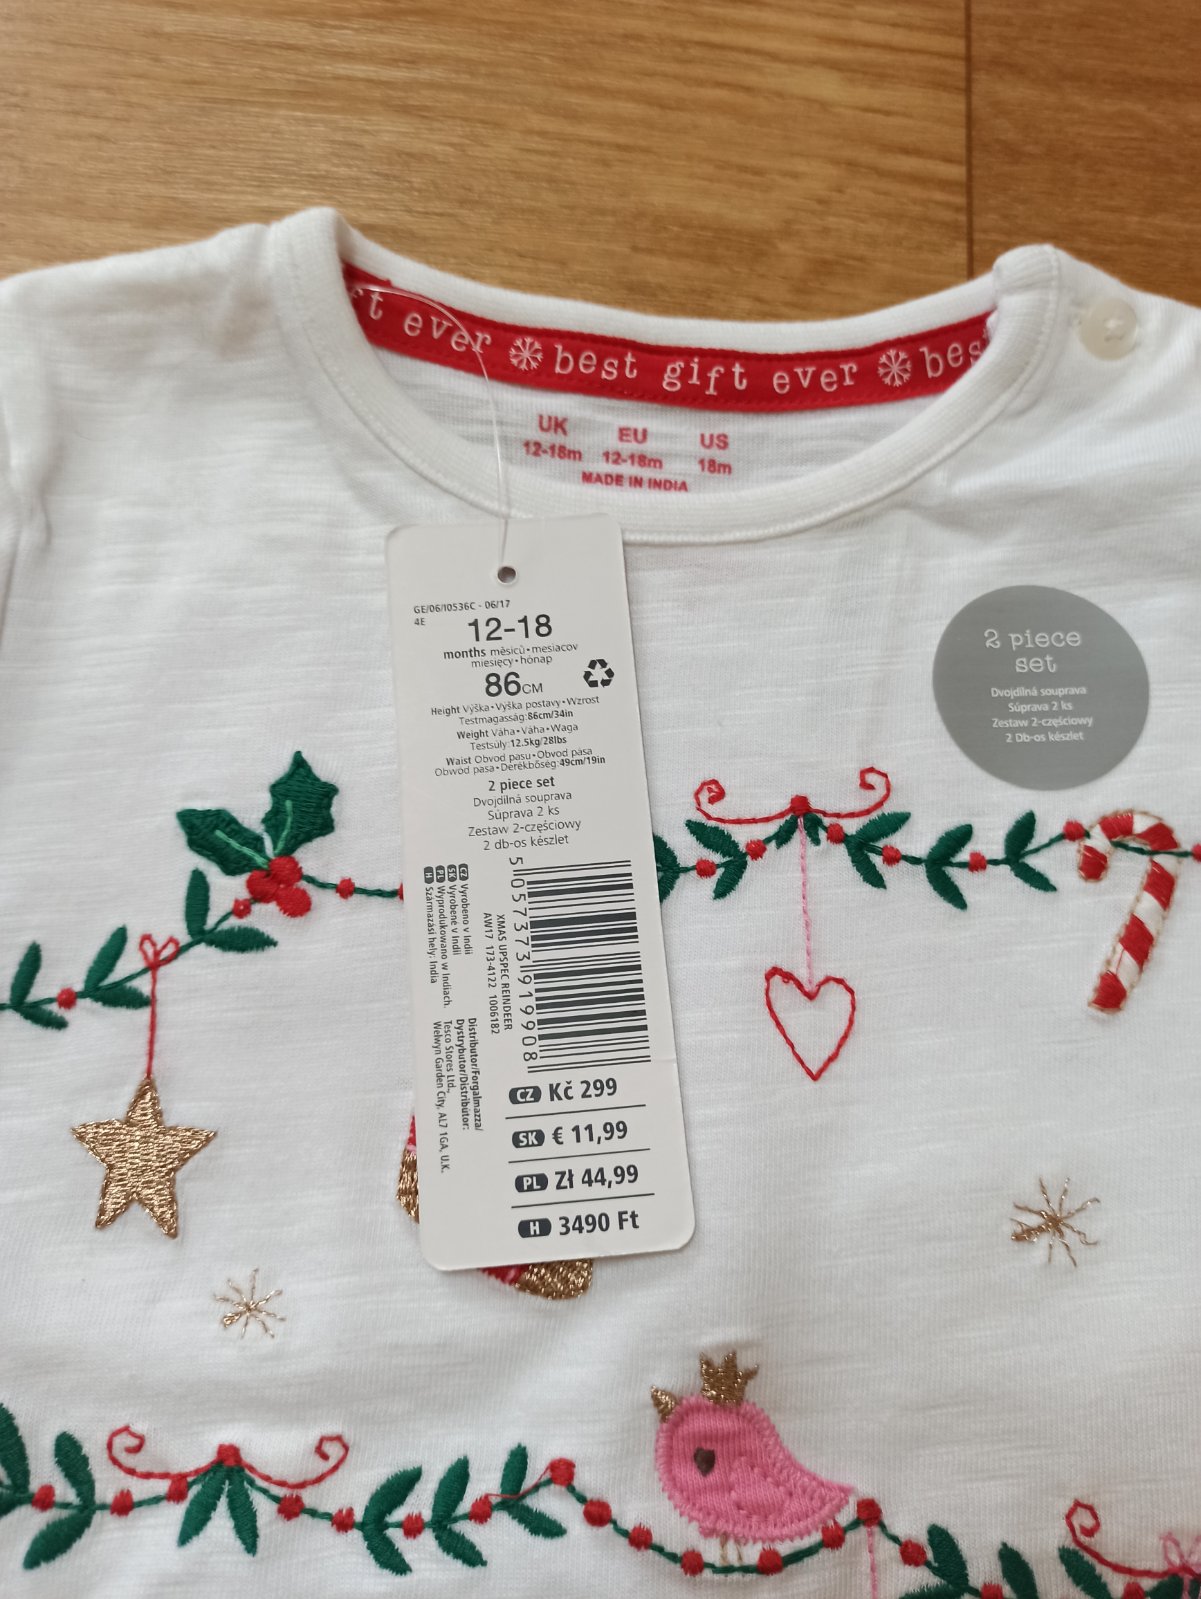 ft ever best gift ever bes
UK EU US
12-18m 12-18m 18m
MADE IN INDIA
GE/06/10536C - 06/17
4E
12-18
months měsíců • mesiacov
miesięcy • hónap
86CM
Height Výška • Výška postavy • Wzrost
Testmagasság: 86cm/34in
Weight Váha • Váha • Waga
Testsúly: 12.5kg/28lbs
Waist Obvod pasu • Obvod pása
Obwód pasa • Derékbőség: 49cm/19in
2 piece set
Dvojdílná souprava
Súprava 2 ks
Zestaw 2-częściowy
2 db-os készlet
5 057373 919908
XMAS UPSPEC REINDEER
AW17 173-4122 1006182
CZ Vyrobeno v Indii
SK Vyrobené v Indii
PL Wyprodukowano w Indiach.
H Származási hely: India
Distributor/Forgalmazza/
Dystrybutor/Distribútor:
Tesco Stores Ltd.,
Welwyn Garden City, AL7 1GA, U.K.
CZ Kč 299
SK € 11,99
PL Zł 44,99
H 3490 Ft
2 piece
set
Dvojdílná souprava
Súprava 2 ks
Zestaw 2-częściowy
2 Db-os készlet